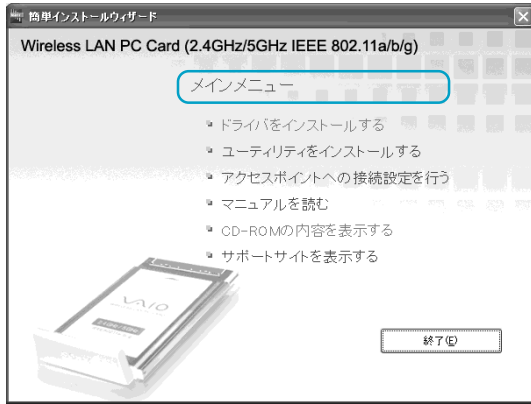 簡単インストールウィザード
Wireless LAN PC Card (2.4GHz/5GHz IEEE 802.11a/b/g)
メインメニュー
ドライバをインストールする
ユーティリティをインストールする
アクセスポイントへの接続設定を行う
マニュアルを読む
CD-ROMの内容を表示する
サポートサイトを表示する
VAIO
終了(E)